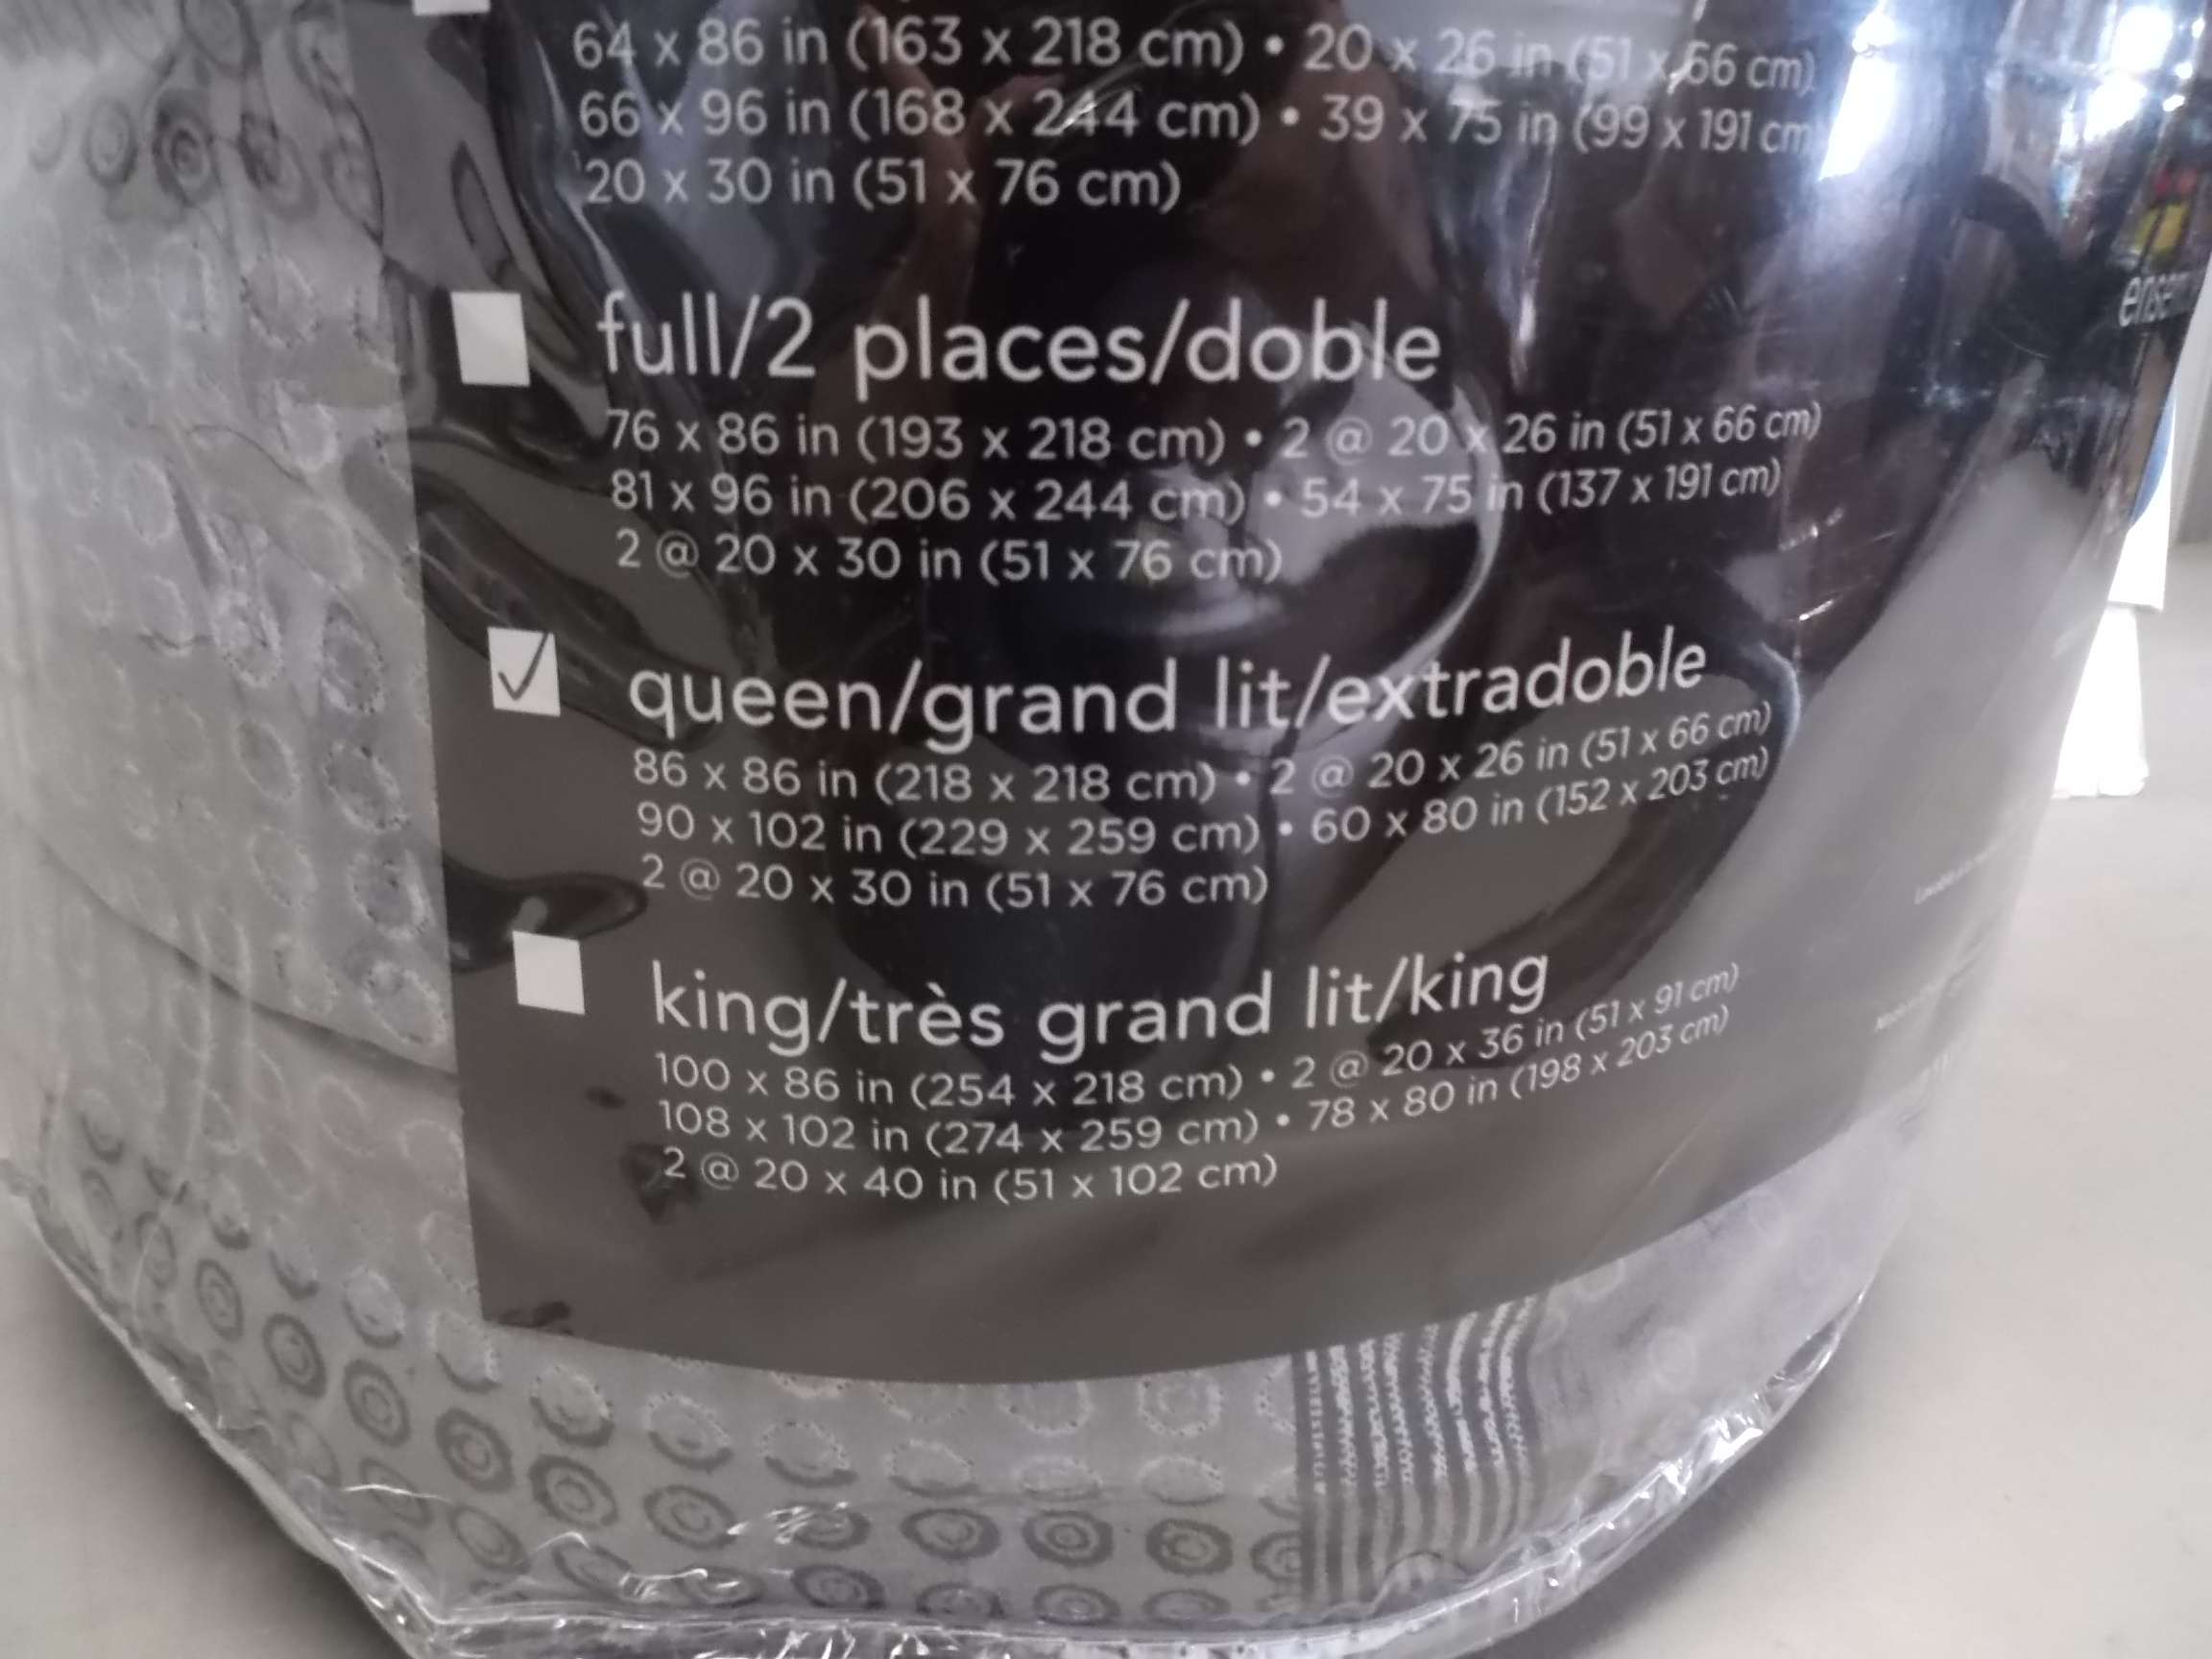 64 x 86 in (163 x 218 cm) • 20 x 26 in (51 x 66 cm)
66 x 96 in (168 x 244 cm) • 39 x 75 in (99 x 191 cm
20 x 30 in (51 x 76 cm)
full/2 places/doble
76 x 86 in (193 x 218 cm) • 2 @ 20 x 26 in (51 x 66 cm)
81 x 96 in (206 x 244 cm) • 54 x 75 in (137 x 191 cm)
2 @ 20 x 30 in (51 x 76 cm)
queen/grand lit/extradoble
86 x 86 in (218 x 218 cm) • 2 @ 20 x 26 in (51 x 66 cm)
90 x 102 in (229 x 259 cm) • 60 x 80 in (152 x 203 cm)
2 @ 20 x 30 in (51 x 76 cm)
king/très grand lit/king
100 x 86 in (254 x 218 cm) • 2 @ 20 x 36 in (51 x 91 cm)
108 x 102 in (274 x 259 cm) • 78 x 80 in (198 x 203 cm)
2 @ 20 x 40 in (51 x 102 cm)